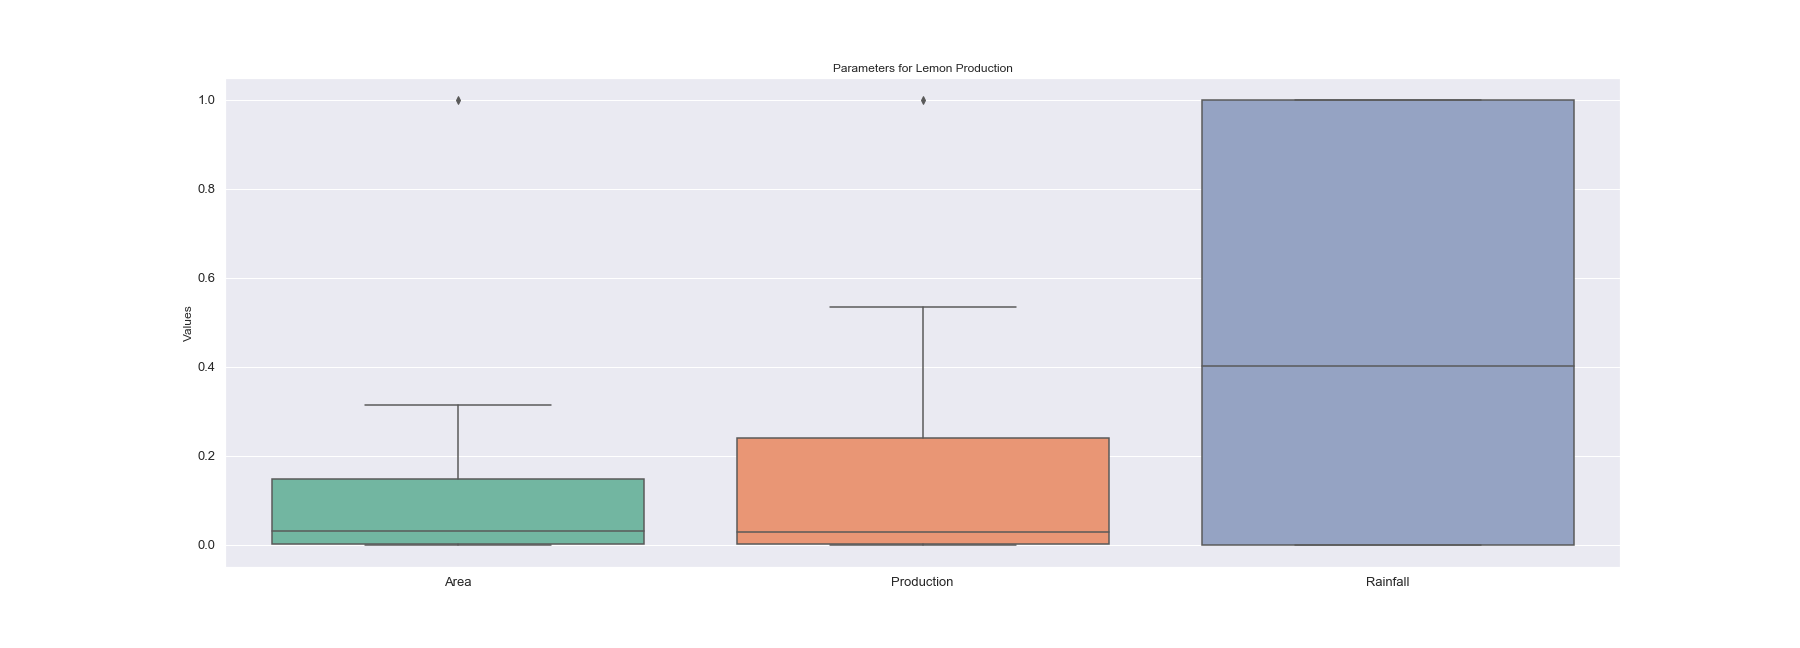 Parameters for Lemon Production
1.0
0.8
0.6
0.4
0.2
0.0
Values
Area
Production
Rainfall